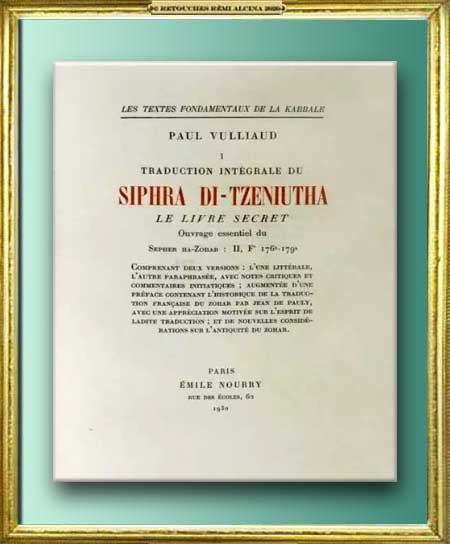 © RETOUCHES RÉMI ALCINA 2020
LES TEXTES FONDAMENTAUX DE LA KABBALE
PAUL VULLIAUD
I
TRADUCTION INTÉGRALE DU
SIPHRA DI-TZENIUTHA
LE LIVRE SECRET
Ouvrage essentiel du
SEPHER HA-ZOHAR : II, Fº 176ᵇ-179ᵃ
COMPRENANT DEUX VERSIONS : L'UNE LITTÉRALE,
L'AUTRE PARAPHRASÉE, AVEC NOTES CRITIQUES ET
COMMENTAIRES INITIATIQUES ; AUGMENTÉE D'UNE
PRÉFACE CONTENANT L'HISTORIQUE DE LA TRADUC-
TION FRANÇAISE DU ZOHAR PAR JEAN DE PAULY,
AVEC UNE APPRÉCIATION MOTIVÉE SUR L'ESPRIT DE
LADITE TRADUCTION ; ET DE NOUVELLES CONSIDÉ-
RATIONS SUR L'ANTIQUITÉ DU ZOHAR.
PARIS
ÉMILE NOURRY
RUE DES ÉCOLES, 62
1930